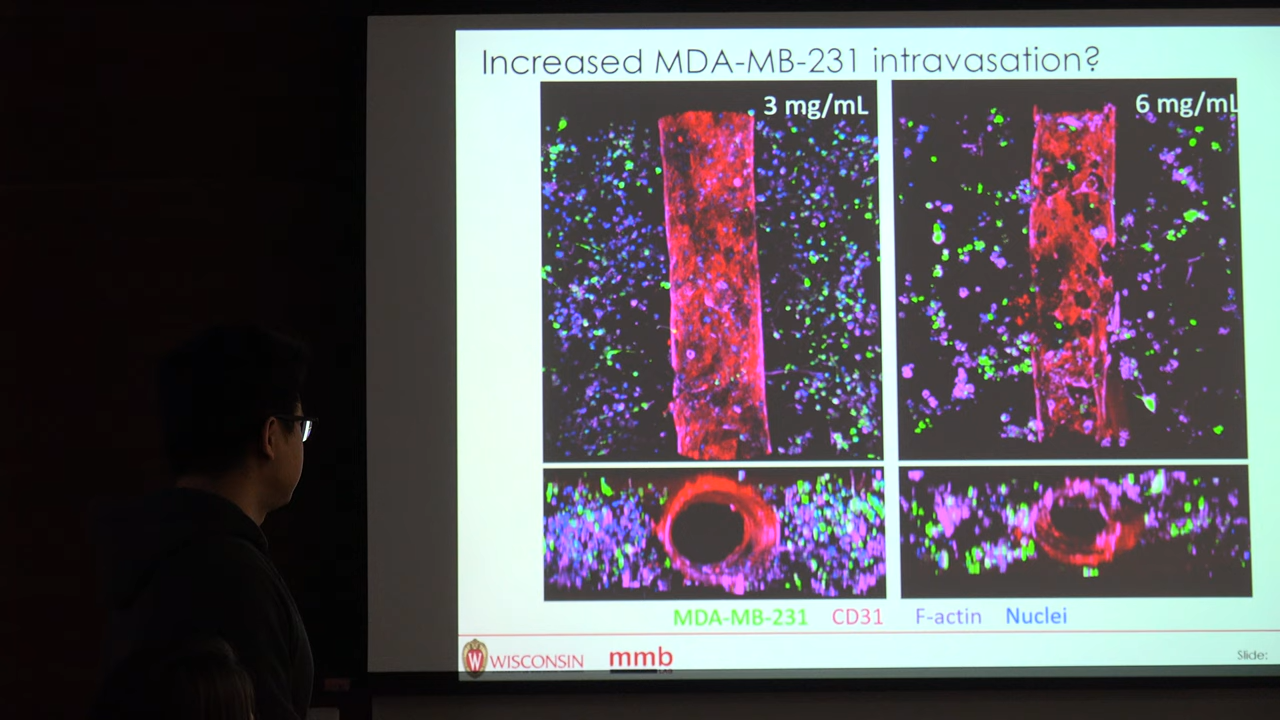 Increased MDA-MB-231 intravasation?
3 mg/mL
6 mg/mL
MDA-MB-231 CD31 F-actin Nuclei
W WISCONSIN mmb
Slide: